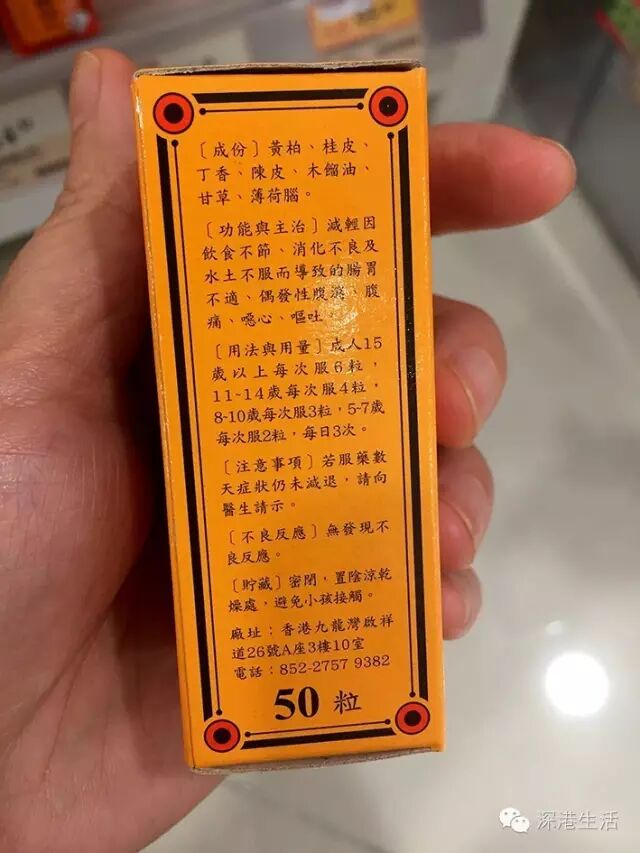 〔成份〕黃柏、桂皮、
丁香、陳皮、木餾油、
甘草、薄荷腦。
〔功能與主治〕減輕因
飲食不節、消化不良及
水土不服而導致的腸胃
不適、偶發性腹瀉、腹
痛、噁心、嘔吐。
〔用法與用量〕成人15
歲以上每次服6粒，
11~14歲每次服4粒，
8-10歲每次服3粒，5-7歲
每次服2粒，每日3次。
〔注意事項〕若服藥數
天症狀仍未減退，請向
醫生請示。
〔不良反應〕無發現不
良反應。
〔貯藏〕密閉，置陰涼乾
燥處，避免小孩接觸。
廠址：香港九龍灣啟祥
道26號A座3樓10室
電話：852-2757 9382
50 粒
深港生活